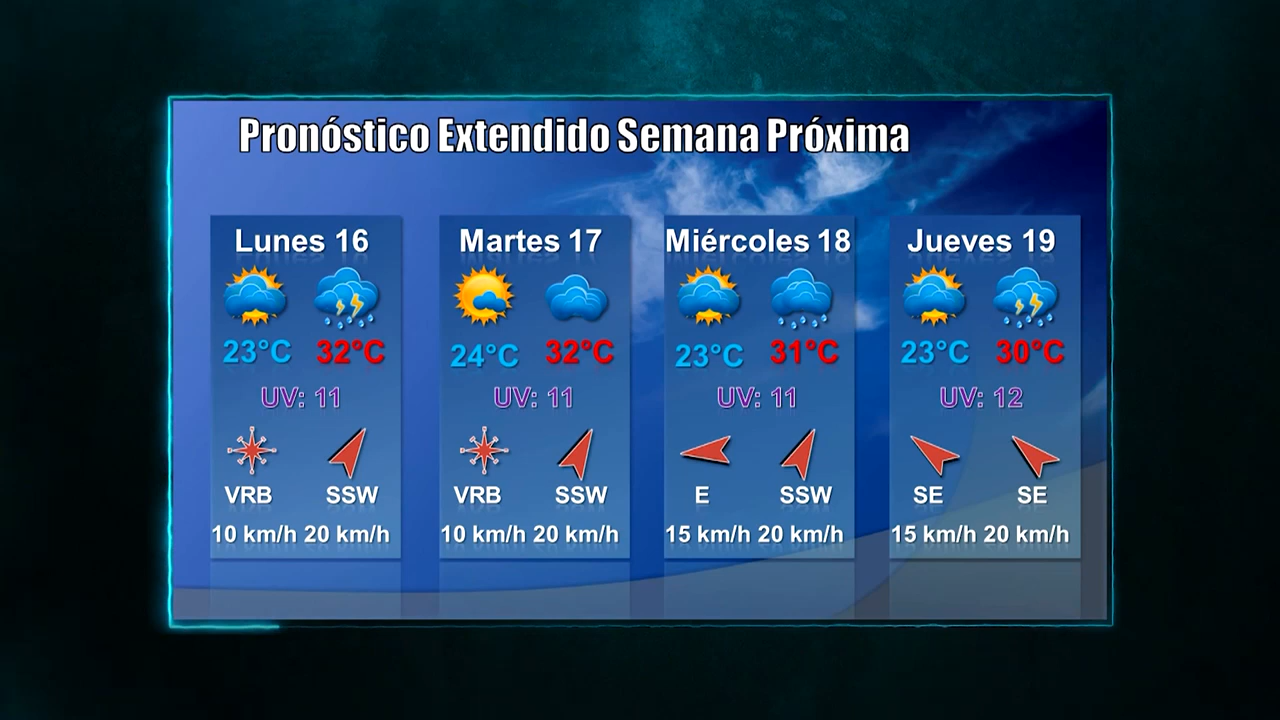 Pronóstico Extendido Semana Próxima
Lunes 16
23°C 32°C
UV: 11
VRB SSW
10 km/h 20 km/h
Martes 17
24°C 32°C
UV: 11
VRB SSW
10 km/h 20 km/h
Miércoles 18
23°C 31°C
UV: 11
E SSW
15 km/h 20 km/h
Jueves 19
23°C 30°C
UV: 12
SE SE
15 km/h 20 km/h